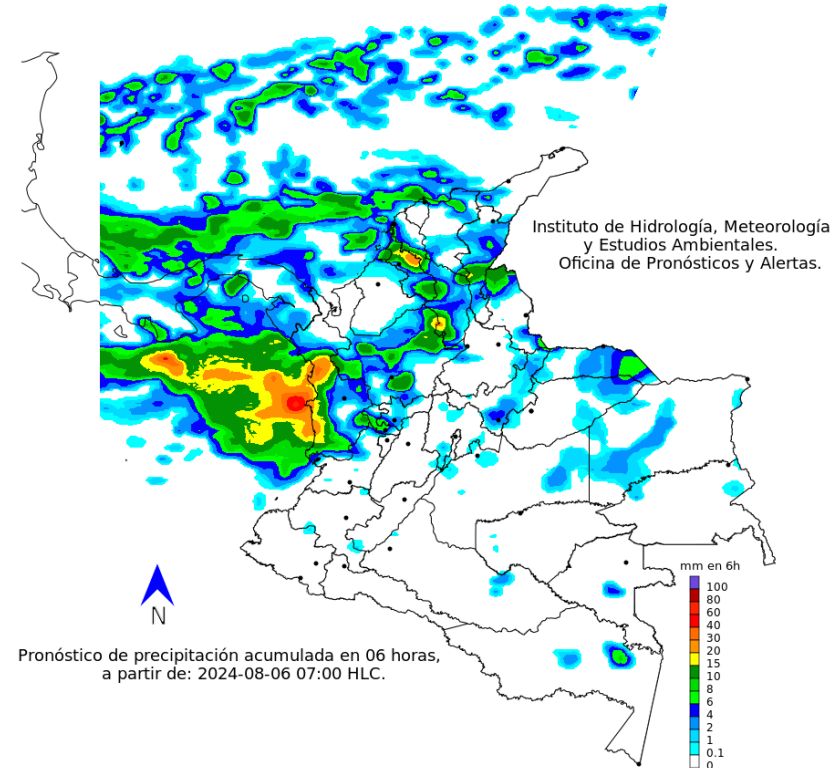 Instituto de Hidrología, Meteorología
y Estudios Ambientales.
Oficina de Pronósticos y Alertas.
mm en 6h
100
80
60
40
30
20
15
10
8
6
4
2
1
0.1
0
N
Pronóstico de precipitación acumulada en 06 horas,
a partir de: 2024-08-06 07:00 HLC.